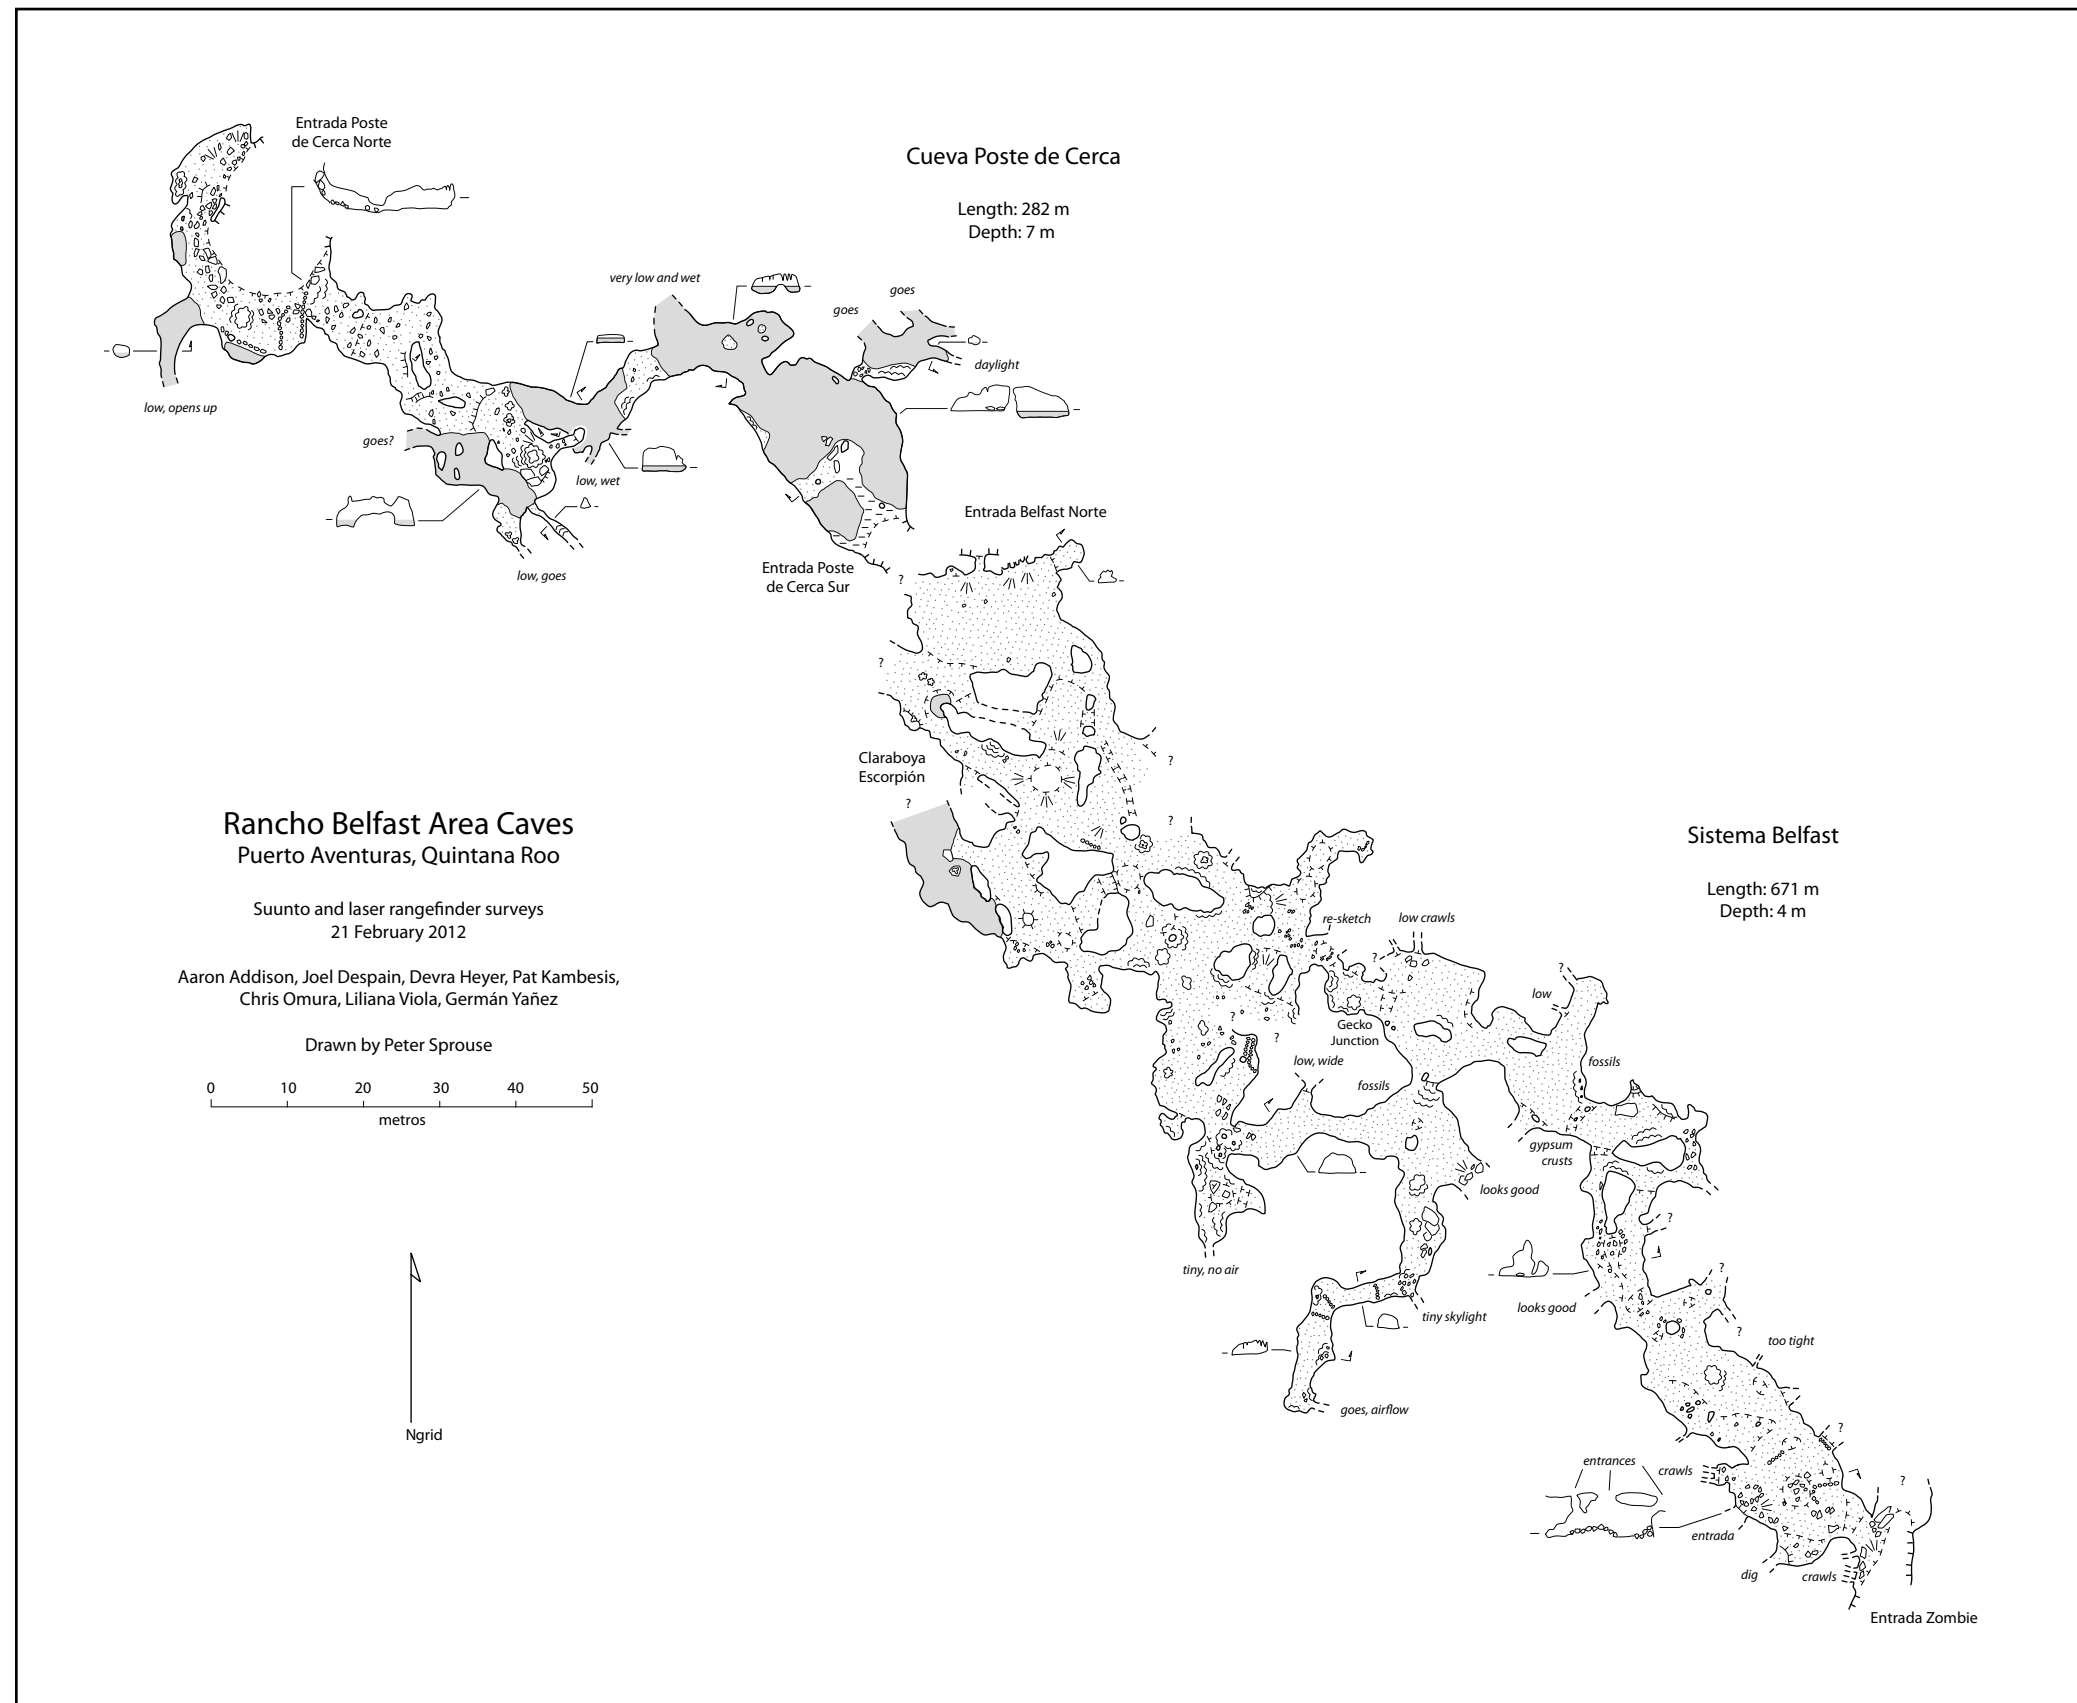 Entrada Poste
de Cerca Norte
Cueva Poste de Cerca
Length: 282 m
Depth: 7 m
very low and wet
goes
goes
daylight
low, opens up
goes?
low, wet
low, goes
Entrada Belfast Norte
Entrada Poste
de Cerca Sur
?
?
Claraboya
Escorpión
?
?
?
Rancho Belfast Area Caves
Puerto Aventuras, Quintana Roo
Suunto and laser rangefinder surveys
21 February 2012
Aaron Addison, Joel Despain, Devra Heyer, Pat Kambesis,
Chris Omura, Liliana Viola, Germán Yañez
Drawn by Peter Sprouse
0 10 20 30 40 50
metros
Ngrid
Sistema Belfast
Length: 671 m
Depth: 4 m
re-sketch
low crawls
?
?
low
?
?
Gecko
Junction
low, wide
fossils
fossils
gypsum
crusts
looks good
?
tiny, no air
looks good
?
tiny skylight
?
too tight
goes, airflow
?
entrances
crawls
?
entrada
dig
crawls
Entrada Zombie